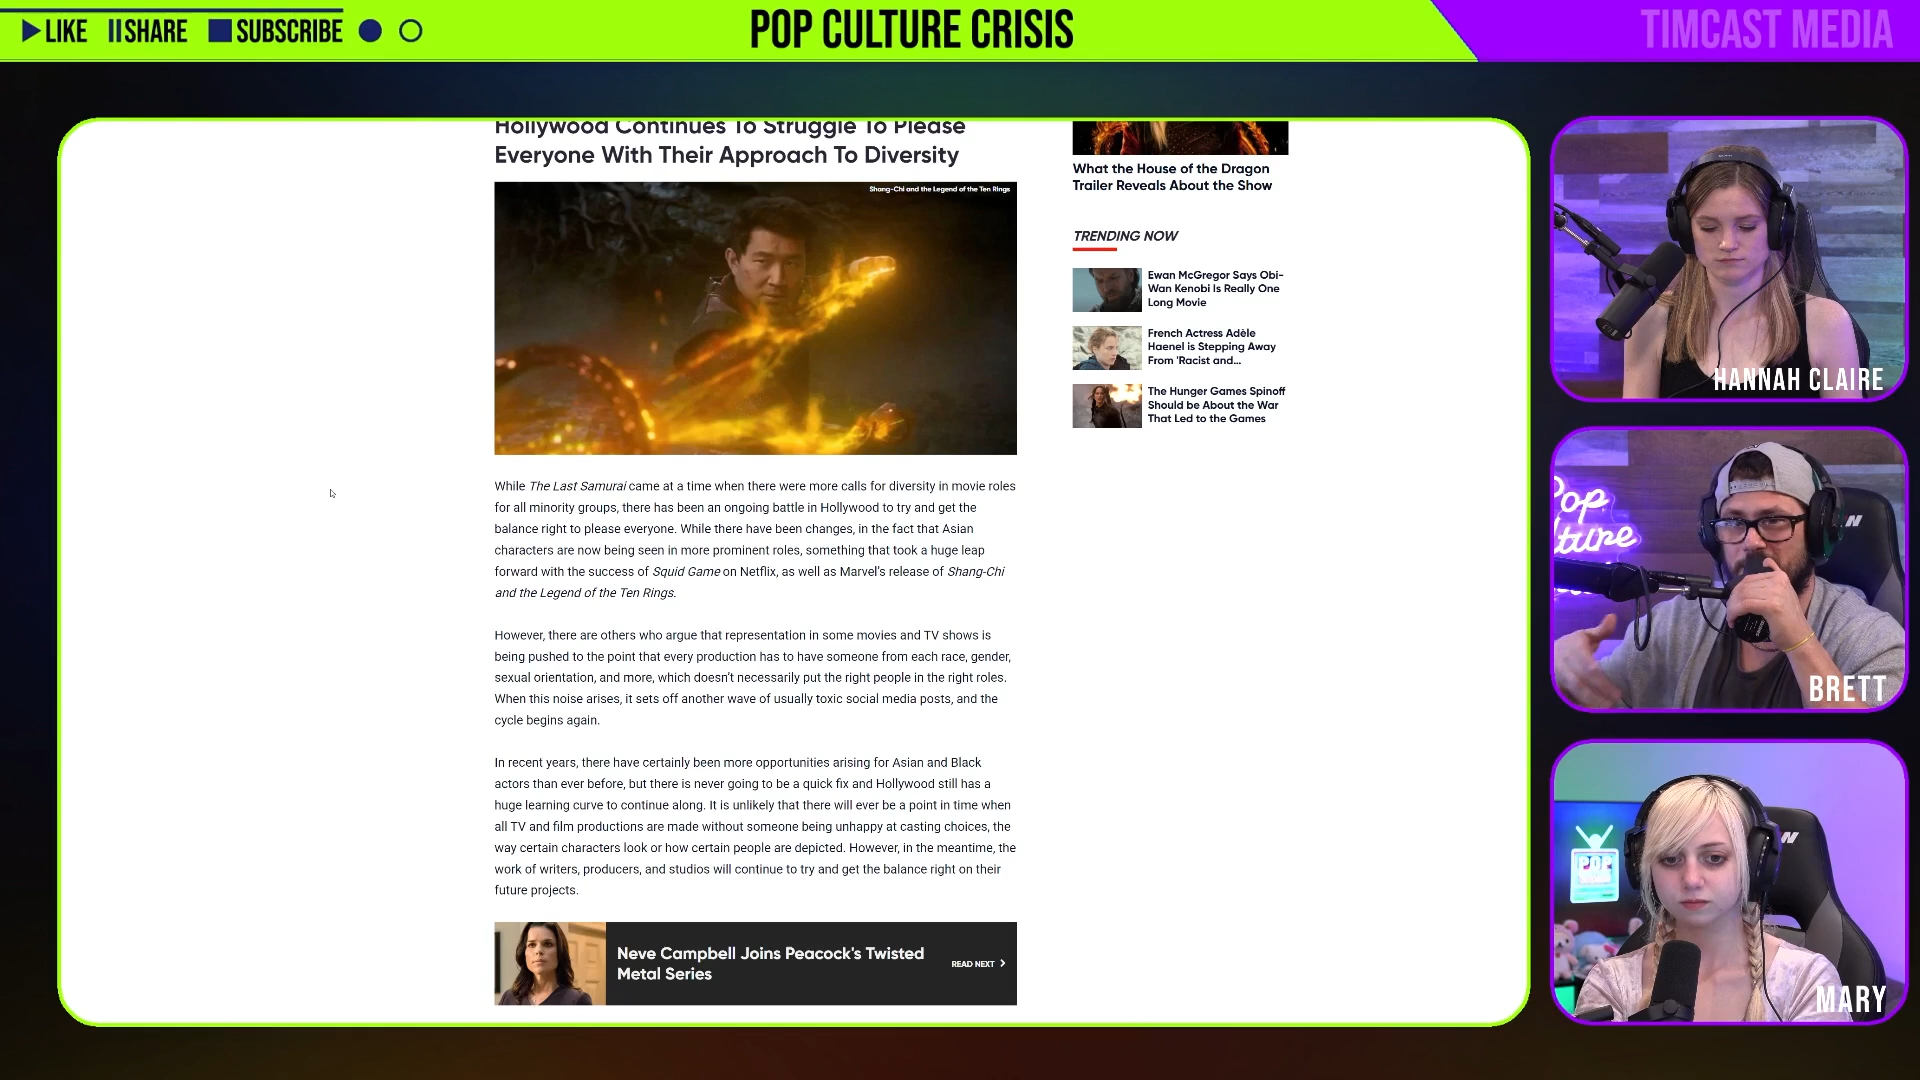 LIKE SHARE SUBSCRIBE
POP CULTURE CRISIS
TIMCAST MEDIA
Hollywood Continues To Struggle To Please
Everyone With Their Approach To Diversity
Shang-Chi and the Legend of the Ten Rings
While The Last Samurai came at a time when there were more calls for diversity in movie roles
for all minority groups, there has been an ongoing battle in Hollywood to try and get the
balance right to please everyone. While there have been changes, in the fact that Asian
characters are now being seen in more prominent roles, something that took a huge leap
forward with the success of Squid Game on Netflix, as well as Marvel's release of Shang-Chi
and the Legend of the Ten Rings.
However, there are others who argue that representation in some movies and TV shows is
being pushed to the point that every production has to have someone from each race, gender,
sexual orientation, and more, which doesn't necessarily put the right people in the right roles.
When this noise arises, it sets off another wave of usually toxic social media posts, and the
cycle begins again.
In recent years, there have certainly been more opportunities arising for Asian and Black
actors than ever before, but there is never going to be a quick fix and Hollywood still has a
huge learning curve to continue along. It is unlikely that there will ever be a point in time when
all TV and film productions are made without someone being unhappy at casting choices, the
way certain characters look or how certain people are depicted. However, in the meantime, the
work of writers, producers, and studios will continue to try and get the balance right on their
future projects.
Neve Campbell Joins Peacock's Twisted
Metal Series
READ NEXT
What the House of the Dragon
Trailer Reveals About the Show
TRENDING NOW
Ewan McGregor Says Obi-
Wan Kenobi Is Really One
Long Movie
French Actress Adèle
Haenel is Stepping Away
From 'Racist and...
The Hunger Games Spinoff
Should be About the War
That Led to the Games
HANNAH CLAIRE
Pop
lture
BRETT
POP
MARY